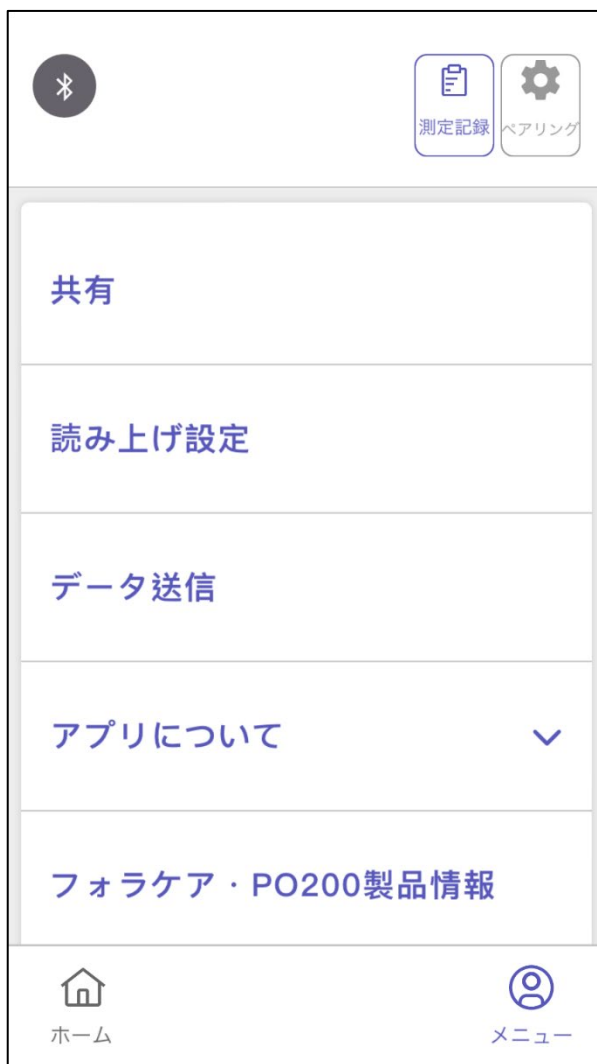 測定記録
ペアリング
共有
読み上げ設定
データ送信
アプリについて
フォラケア・PO200製品情報
ホーム
メニュー